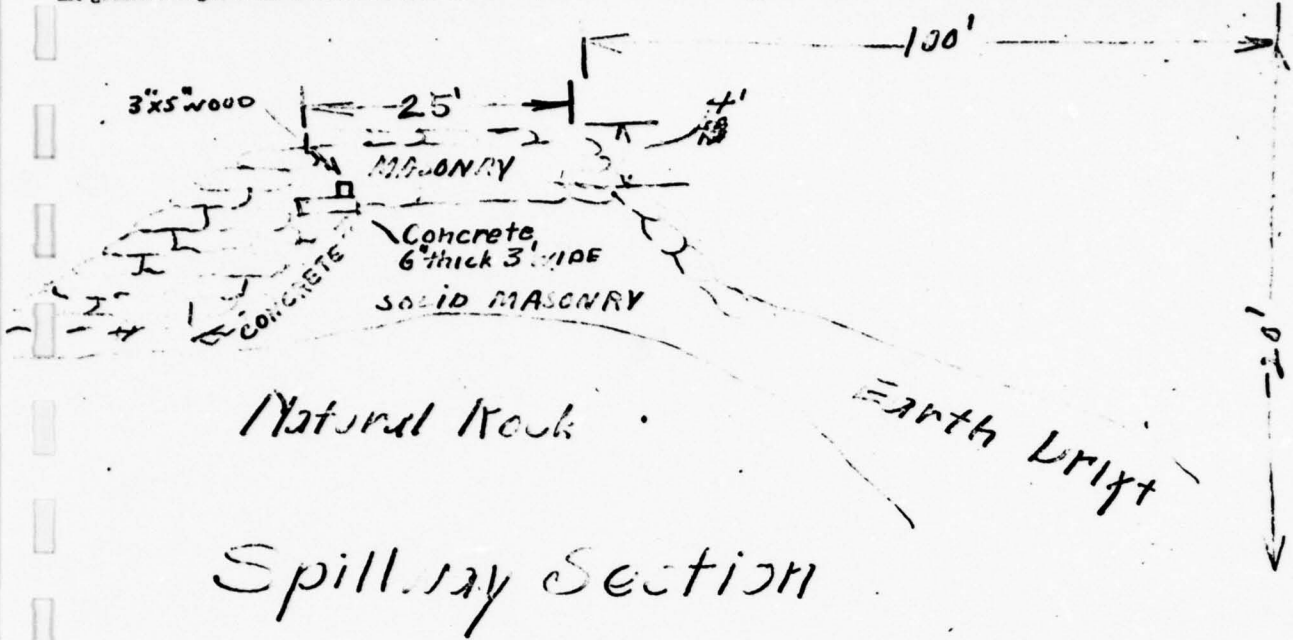 100'
3"x5" WOOD
25'
4'
MASONRY
Concrete
6" thick 3' WIDE
CONCRETE
SOLID MASONRY
20'
Natural Rock
Earth Drift
Spillway Section